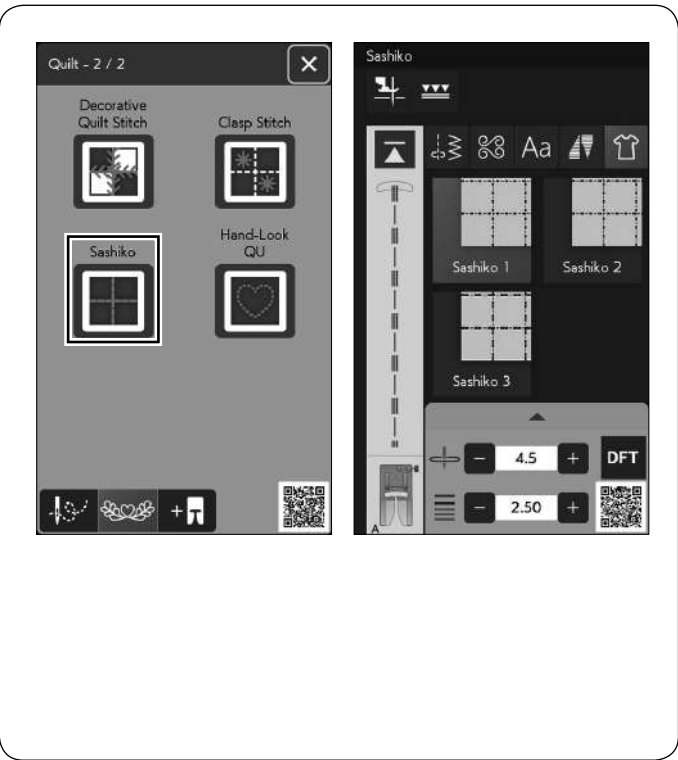 Quilt - 2 / 2
Decorative
Quilt Stitch
Clasp Stitch
Sashiko
Hand-Look
QU
Sashiko
Aa
Sashiko 1
Sashiko 2
Sashiko 3
4.5
DFT
2.50
A